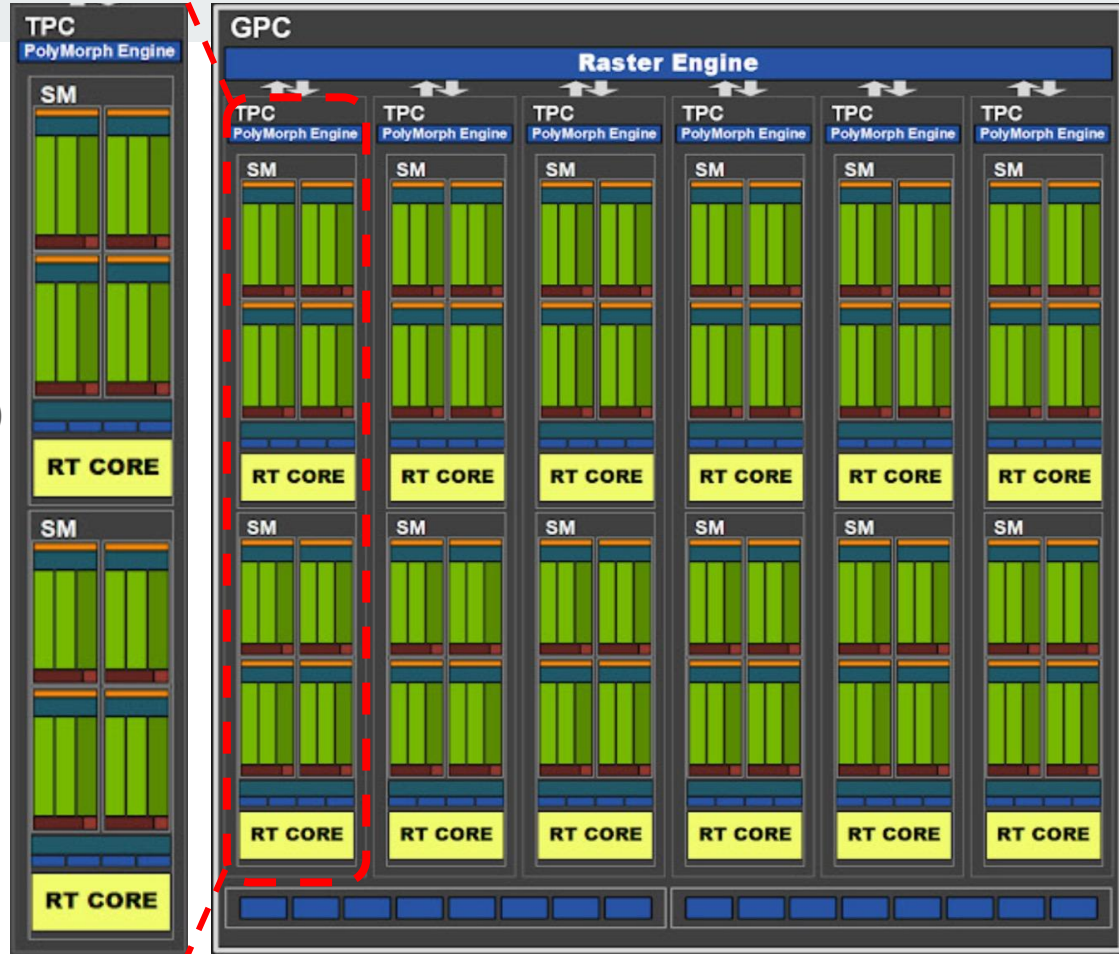 TPC
PolyMorph Engine
SM
RT CORE
SM
RT CORE
GPC
Raster Engine
TPC TPC TPC TPC TPC TPC
PolyMorph Engine PolyMorph Engine PolyMorph Engine PolyMorph Engine PolyMorph Engine PolyMorph Engine
SM SM SM SM SM SM
RT CORE RT CORE RT CORE RT CORE RT CORE RT CORE
SM SM SM SM SM SM
RT CORE RT CORE RT CORE RT CORE RT CORE RT CORE
)